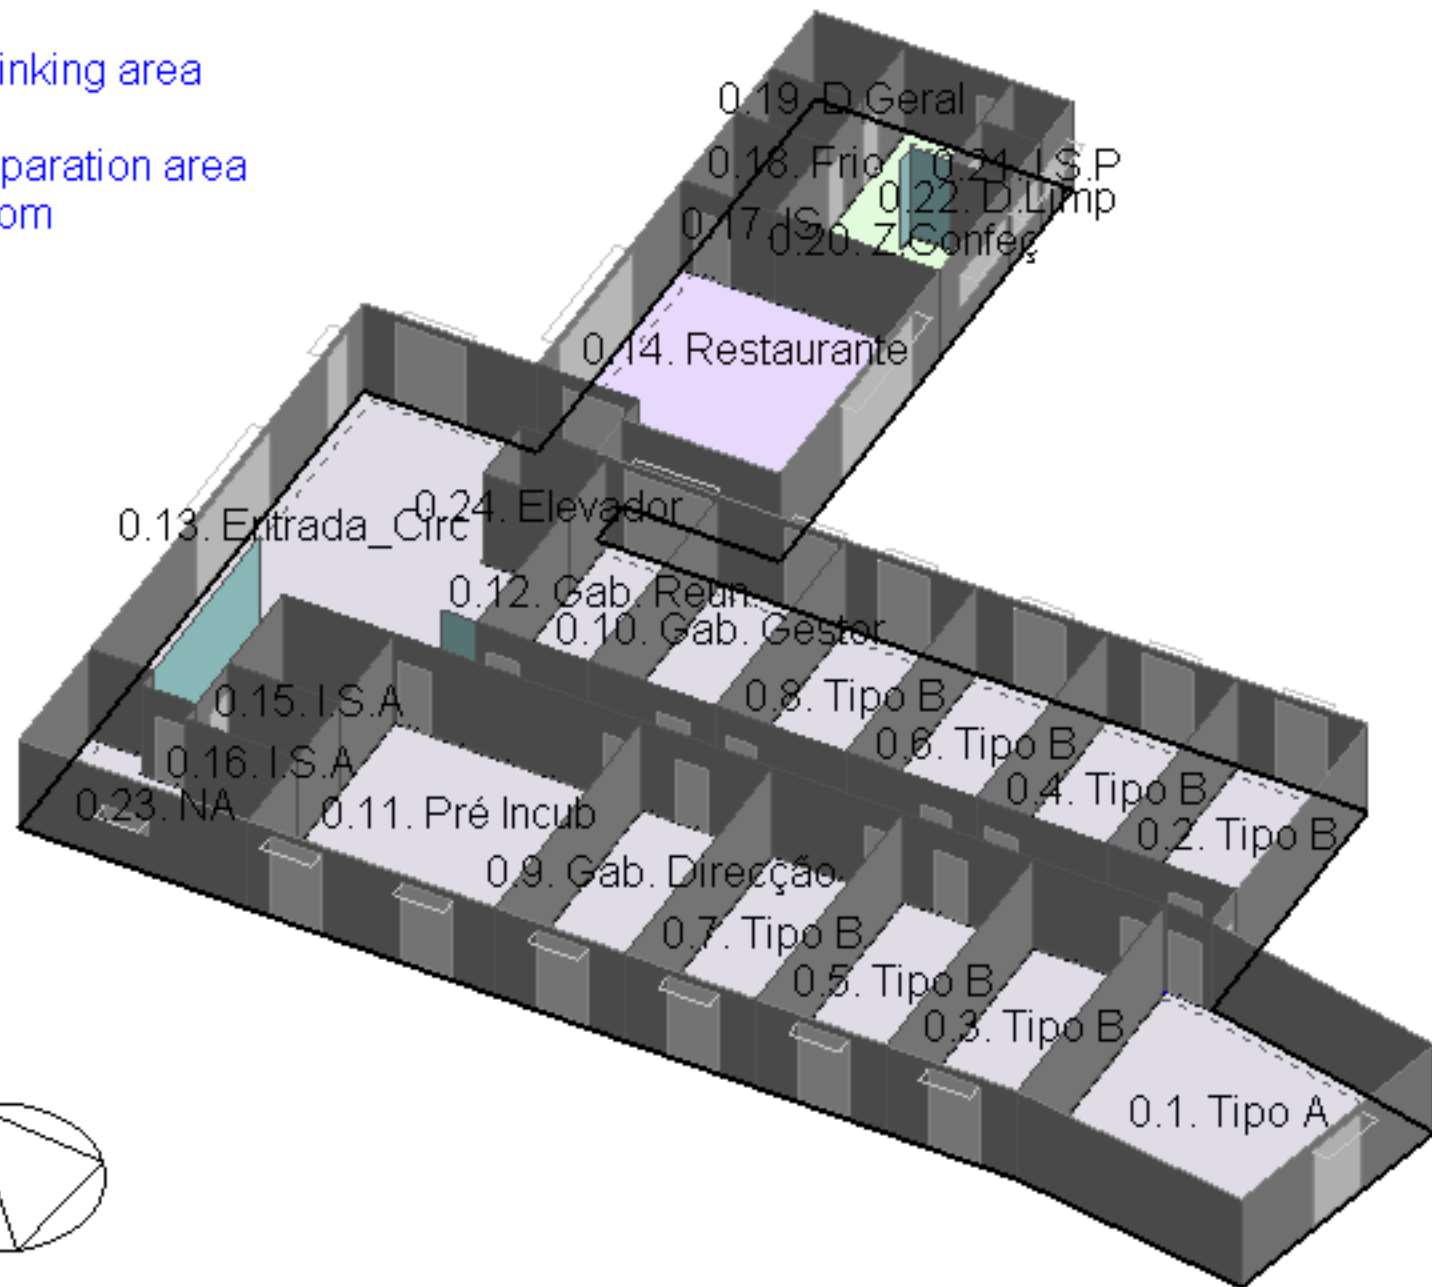 inking area
paration area
om
0.19. D.Geral
0.18. Frio
0.21. I.S.P
0.22. D.Limp
0.17. IS
0.20. Z.Confeç
0.14. Restaurante
0.24. Elevador
0.13. Entrada_Circ
0.12. Gab. Reun.
0.10. Gab. Gestor
0.8. Tipo B
0.15. I.S.A
0.6. Tipo B
0.16. I.S.A
0.4. Tipo B
0.23. NA
0.11. Pré Incub
0.2. Tipo B
0.9. Gab. Direcção
0.7. Tipo B
0.5. Tipo B
0.3. Tipo B
0.1. Tipo A